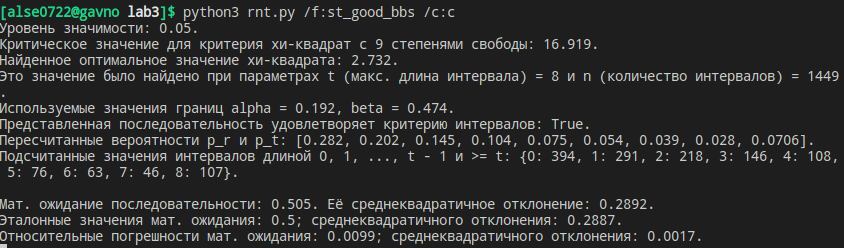 [alse0722@gavno lab3]$ python3 rnt.py /f:st_good_bbs /c:c
Уровень значимости: 0.05.
Критическое значение для критерия хи-квадрат с 9 степенями свободы: 16.919.
Найденное оптимальное значение хи-квадрата: 2.732.
Это значение было найдено при параметрах t (макс. длина интервала) = 8 и n (количество интервалов) = 1449
.
Используемые значения границ alpha = 0.192, beta = 0.474.
Представленная последовательность удовлетворяет критерию интервалов: True.
Пересчитанные вероятности p_r и p_t: [0.282, 0.202, 0.145, 0.104, 0.075, 0.054, 0.039, 0.028, 0.0706].
Подсчитанные значения интервалов длиной 0, 1, ..., t - 1 и >= t: {0: 394, 1: 291, 2: 218, 3: 146, 4: 108,
5: 76, 6: 63, 7: 46, 8: 107}.
Мат. ожидание последовательности: 0.505. Её среднеквадратичное отклонение: 0.2892.
Эталонные значения мат. ожидания: 0.5; среднеквадратичного отклонения: 0.2887.
Относительные погрешности мат. ожидания: 0.0099; среднеквадратичного отклонения: 0.0017.